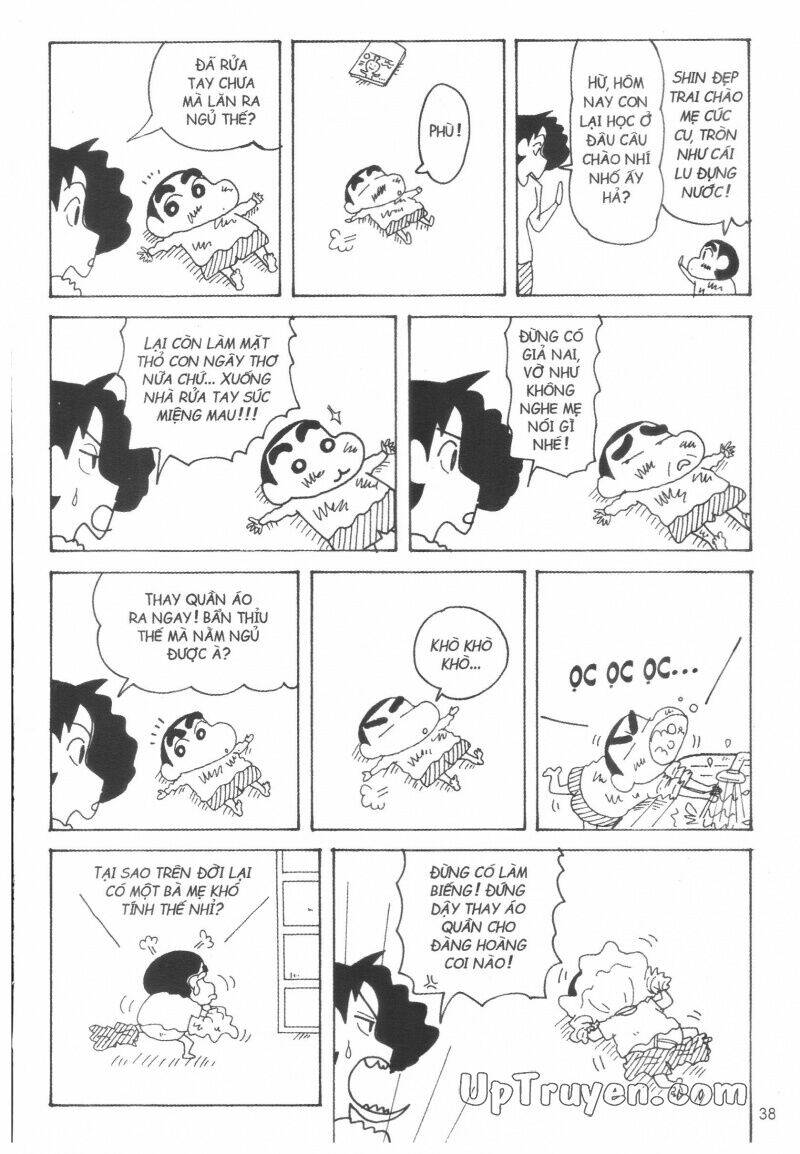 SHIN ĐẸP
TRAI CHÀO
MẸ CÚC
CU, TRÒN
NHƯ CÁI
LU ĐỰNG
NƯỚC!
HỪ, HÔM
NAY CON
LẠI HỌC Ở
ĐÂU CÂU
CHÀO NHÍ
NHỐ ẤY
HẢ?
PHÙ!
ĐÃ RỬA
TAY CHƯA
MÀ LĂN RA
NGỦ THẾ?
ĐỪNG CÓ
GIẢ NAI,
VỜ NHƯ
KHÔNG
NGHE MẸ
NÓI GÌ
NHÉ!
LẠI CÒN LÀM MẶT
THỎ CON NGÂY THƠ
NỮA CHỨ... XUỐNG
NHÀ RỬA TAY SÚC
MIỆNG MAU!!!
ỌC ỌC ỌC...
KHÒ KHÒ
KHÒ...
THAY QUẦN ÁO
RA NGAY! BẨN THỈU
THẾ MÀ NẰM NGỦ
ĐƯỢC À?
ĐỪNG CÓ LÀM
BIẾNG! ĐỨNG
DẬY THAY ÁO
QUẦN CHO
ĐÀNG HOÀNG
COI NÀO!
TẠI SAO TRÊN ĐỜI LẠI
CÓ MỘT BÀ MẸ KHÓ
TÍNH THẾ NHỈ?
UpTruyen.com
38